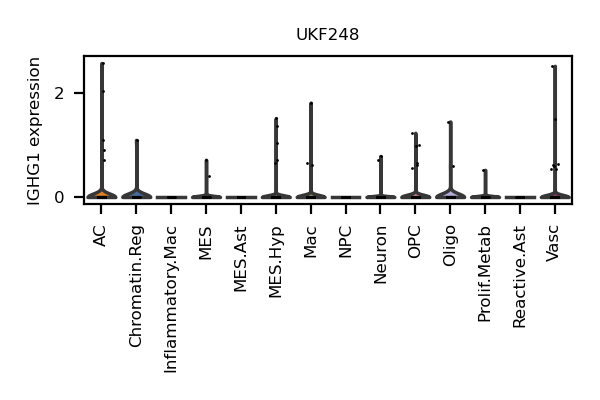 UKF248
IGHG1 expression
2
0
AC
Chromatin.Reg
Inflammatory.Mac
MES
MES.Ast
MES.Hyp
Mac
NPC
Neuron
OPC
Oligo
Prolif.Metab
Reactive.Ast
Vasc